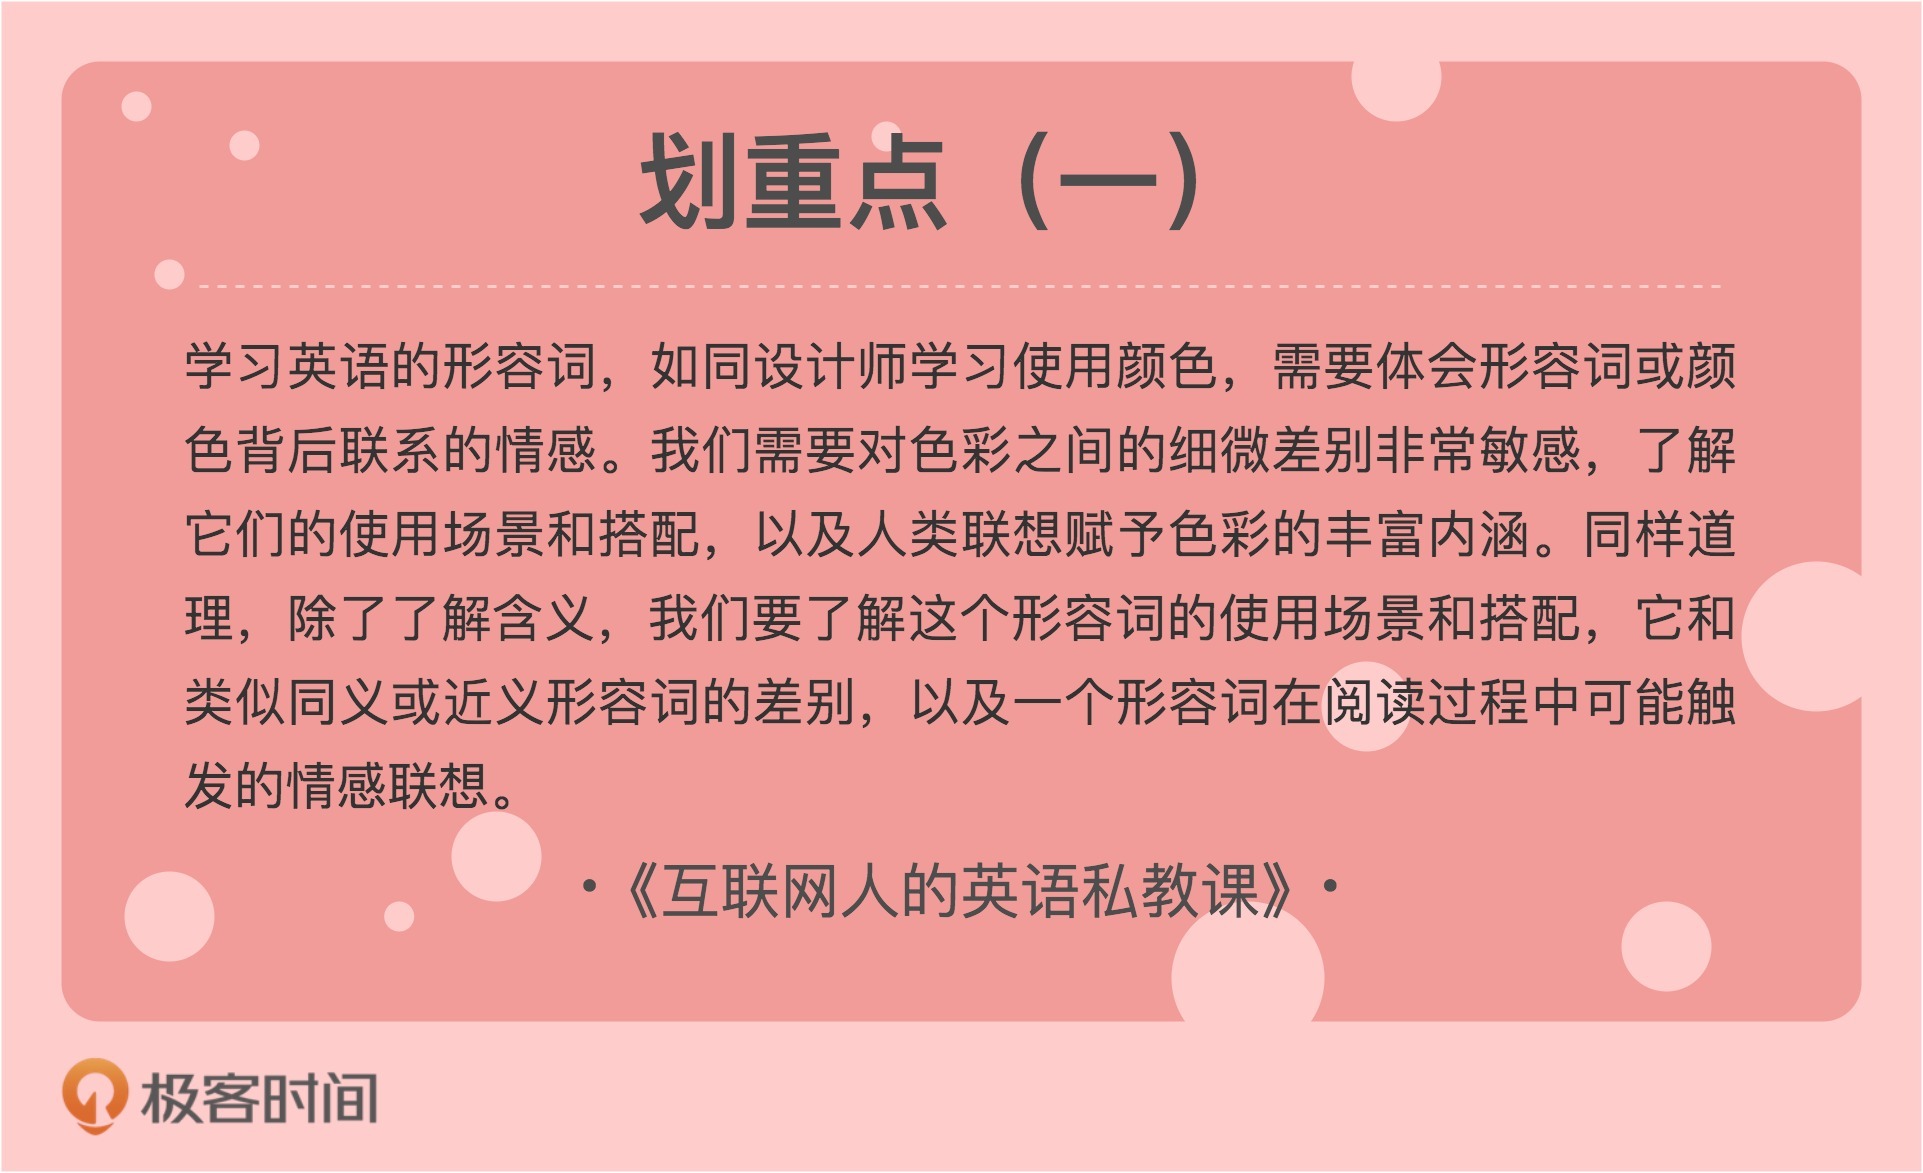 划重点（一）
学习英语的形容词，如同设计师学习使用颜色，需要体会形容词或颜
色背后联系的情感。我们需要对色彩之间的细微差别非常敏感，了解
它们的使用场景和搭配，以及人类联想赋予色彩的丰富内涵。同样道
理，除了了解含义，我们要了解这个形容词的使用场景和搭配，它和
类似同义或近义形容词的差别，以及一个形容词在阅读过程中可能触
发的情感联想。
·《互联网人的英语私教课》·
极客时间